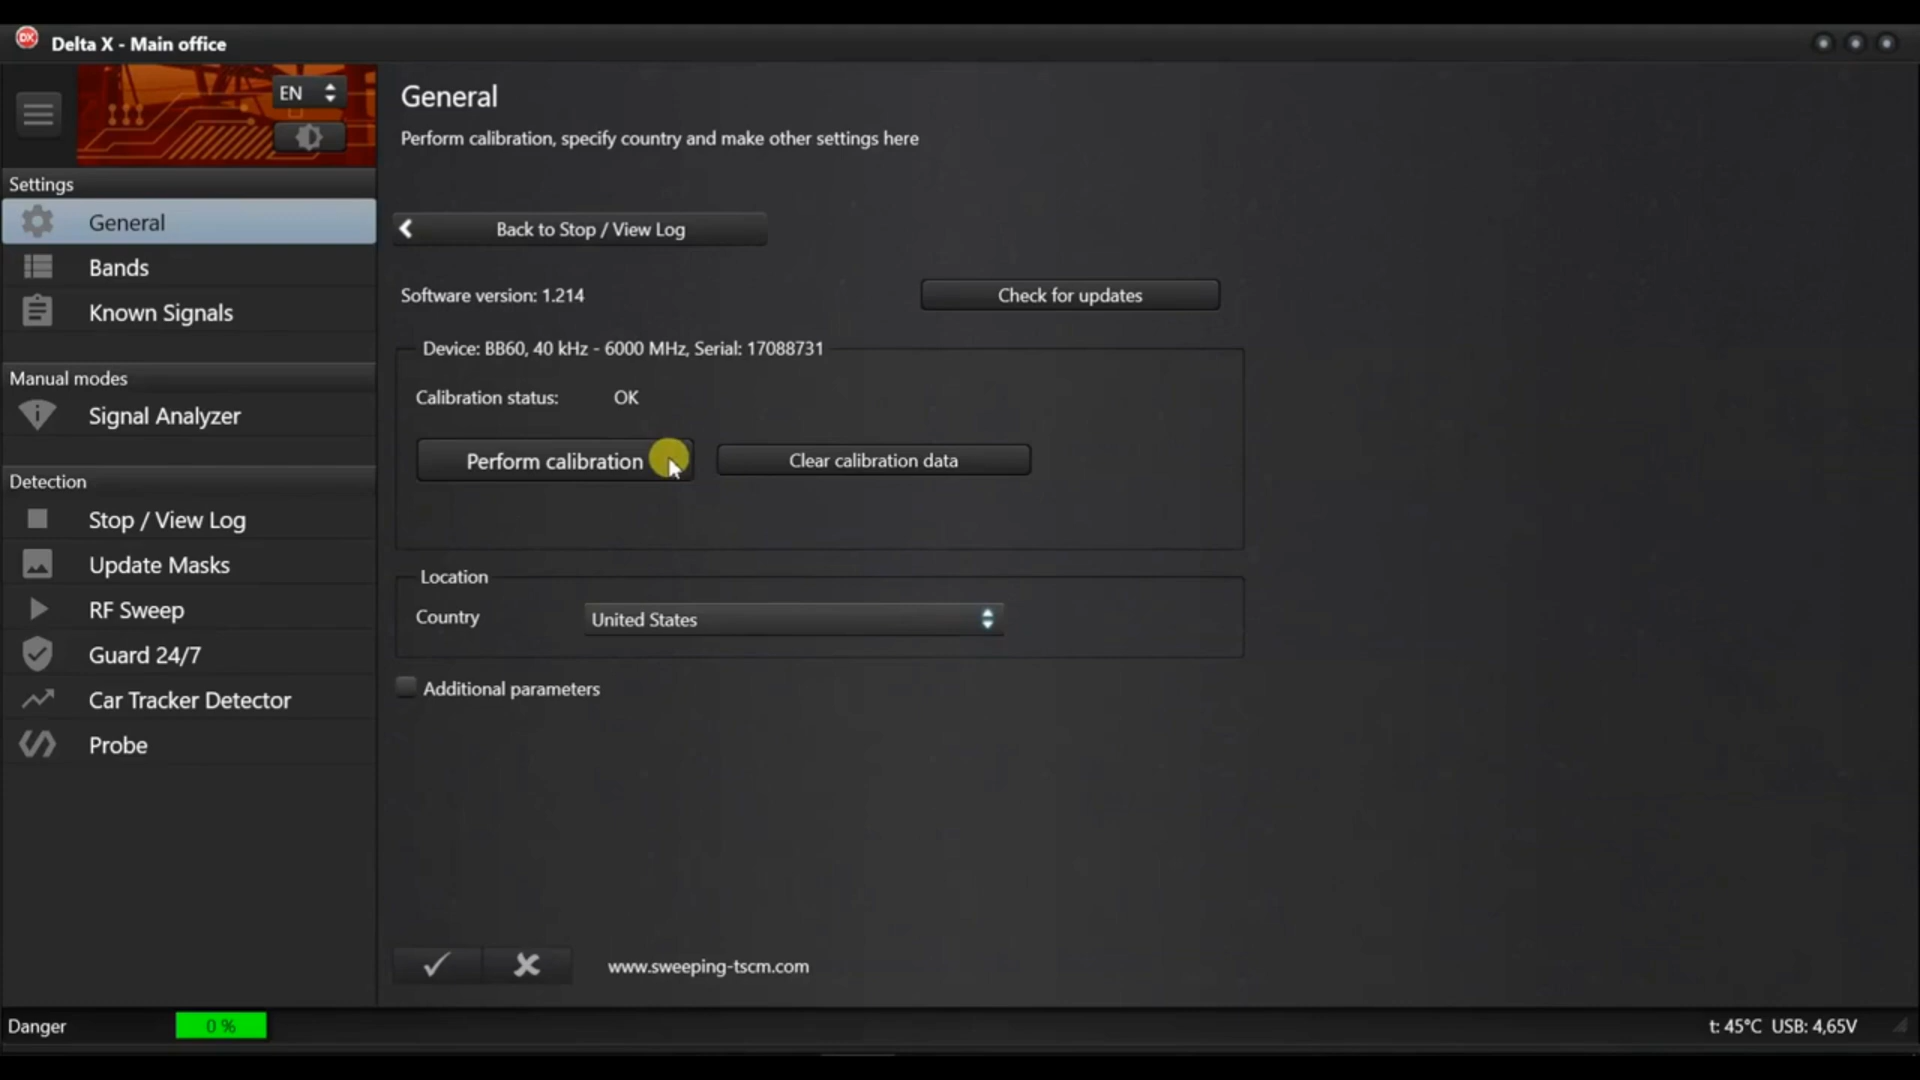 DX
Delta X - Main office
EN
Settings
General
Bands
Known Signals
Manual modes
Signal Analyzer
Detection
Stop / View Log
Update Masks
RF Sweep
Guard 24/7
Car Tracker Detector
Probe
General
Perform calibration, specify country and make other settings here
Back to Stop / View Log
Software version: 1.214
Check for updates
Device: BB60, 40 kHz - 6000 MHz, Serial: 17088731
Calibration status: OK
Perform calibration
Clear calibration data
Location
Country
United States
Additional parameters
www.sweeping-tscm.com
Danger
0 %
t: 45°C USB: 4,65V